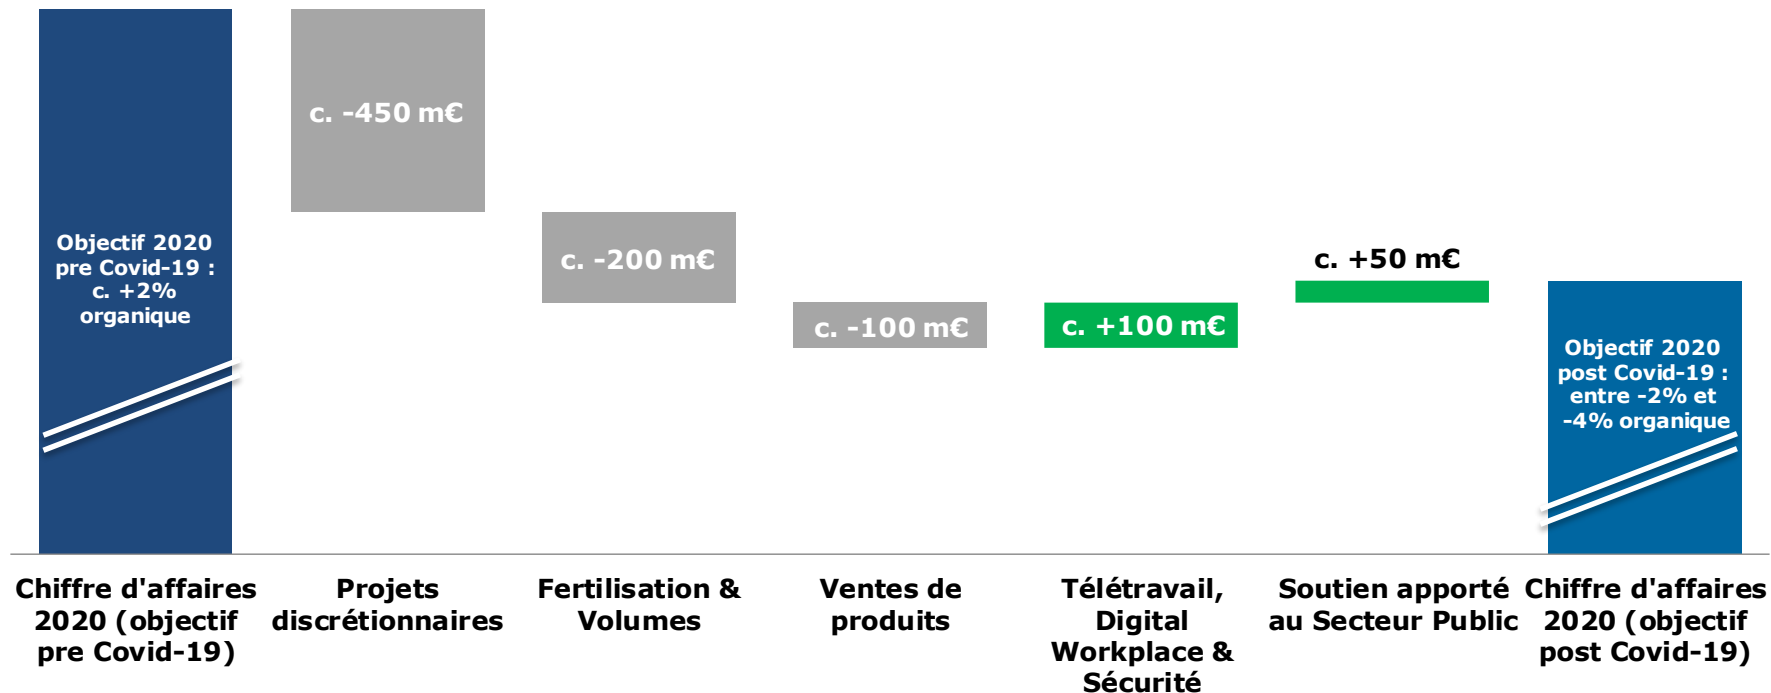 c. -450 m€
Objectif 2020
pre Covid-19 :
c. +2%
organique
c. -200 m€
c. -100 m€
c. +100 m€
c. +50 m€
Objectif 2020
post Covid-19 :
entre -2% et
-4% organique
Chiffre d'affaires
2020 (objectif
pre Covid-19)
Projets
discrétionnaires
Fertilisation &
Volumes
Ventes de
produits
Télétravail,
Digital
Workplace &
Sécurité
Soutien apporté
au Secteur Public
Chiffre d'affaires
2020 (objectif
post Covid-19)